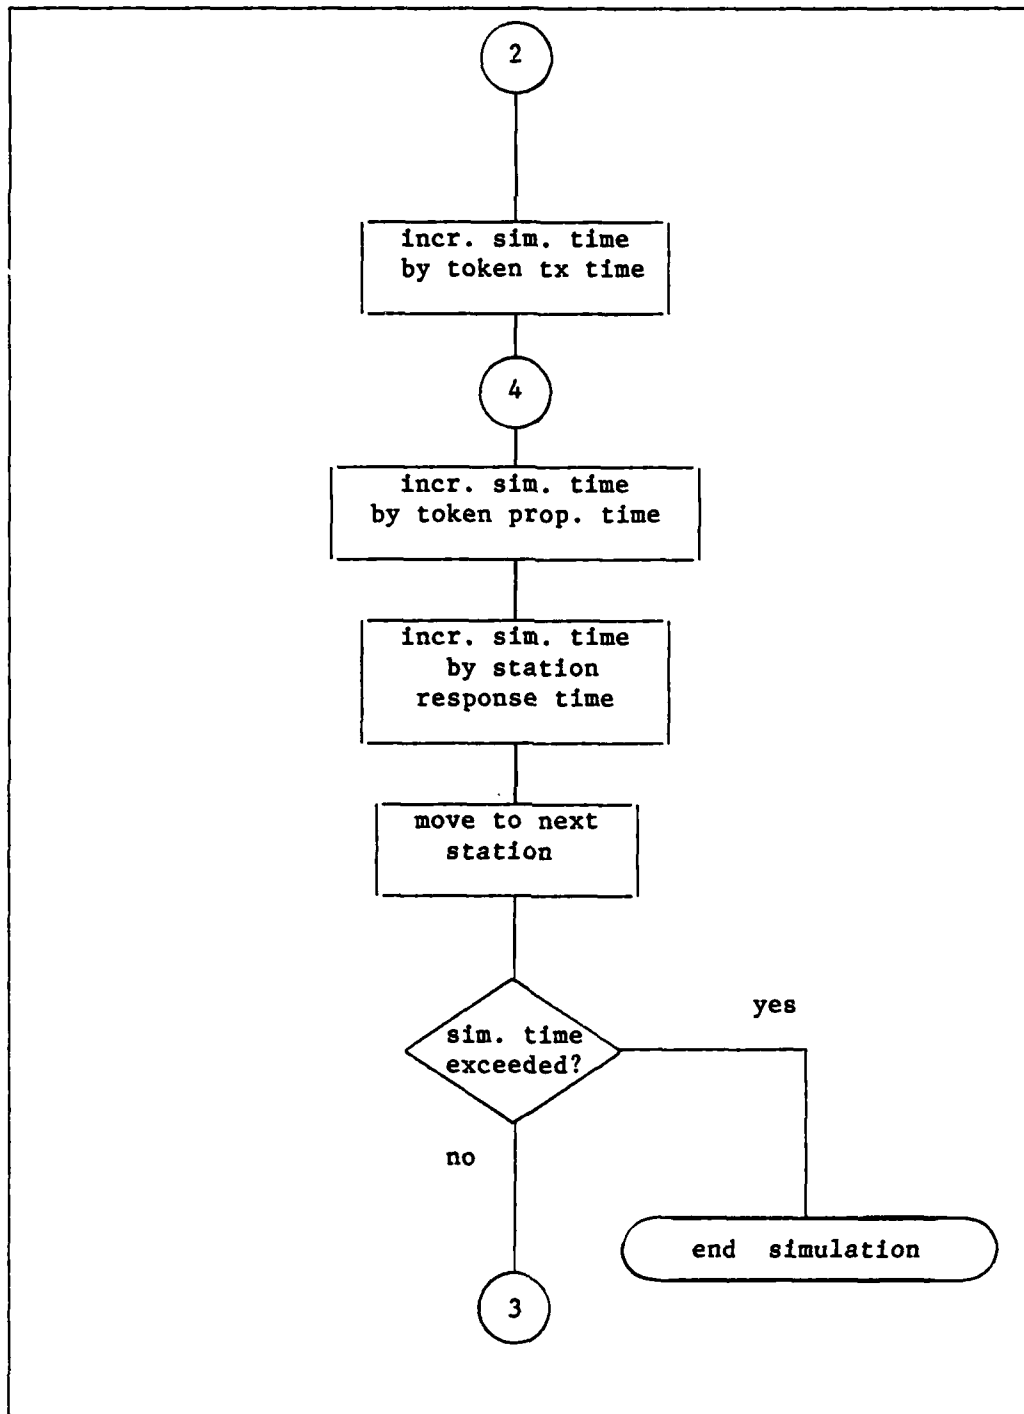 2
incr. sim. time
by token tx time
4
incr. sim. time
by token prop. time
incr. sim. time
by station
response time
move to next
station
sim. time
exceeded?
yes
no
end simulation
3